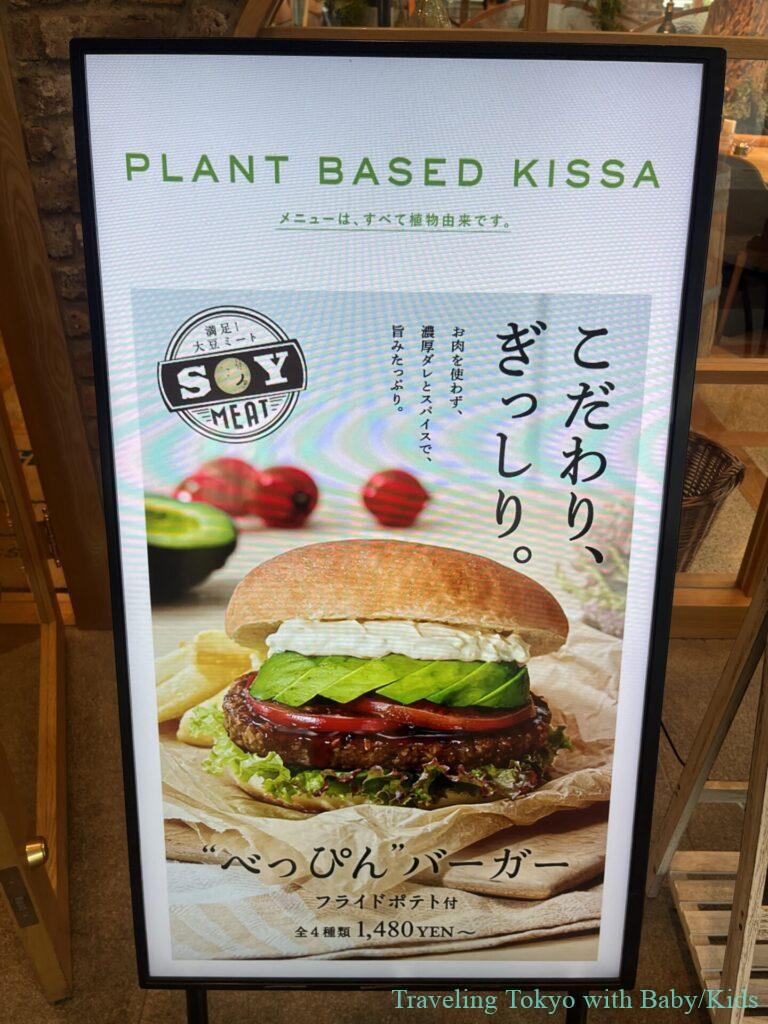 PLANT BASED KISSA
メニューは、すべて植物由来です。
満足!
大豆ミート
SOY
MEAT
こだわり、
ぎっしり。
お肉を使わず、
濃厚ダレとスパイスで、
旨みたっぷり。
“べっぴん”バーガー
フライドポテト付
全4種類 1,480YEN～
Traveling Tokyo with Baby/Kids